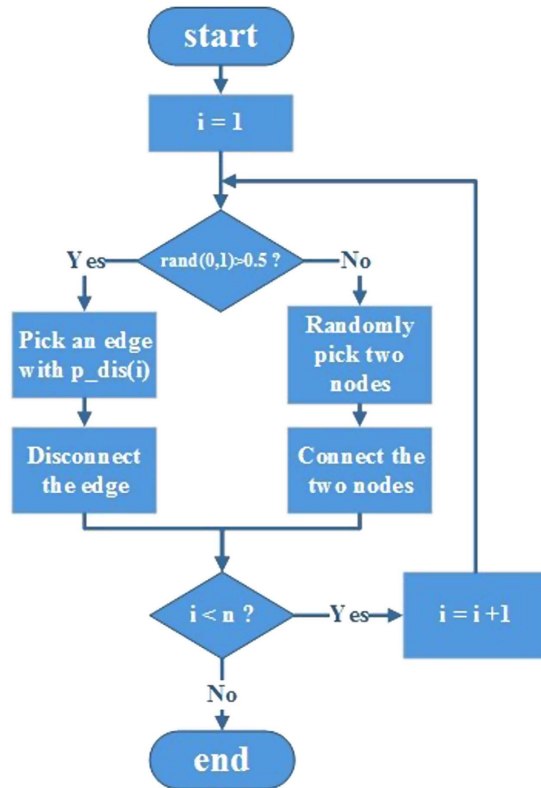 start
i = 1
rand(0,1)>0.5 ?
Yes
No
Pick an edge
with p_dis(i)
Randomly
pick two
nodes
Disconnect
the edge
Connect the
two nodes
i < n ?
Yes
i = i +1
No
end